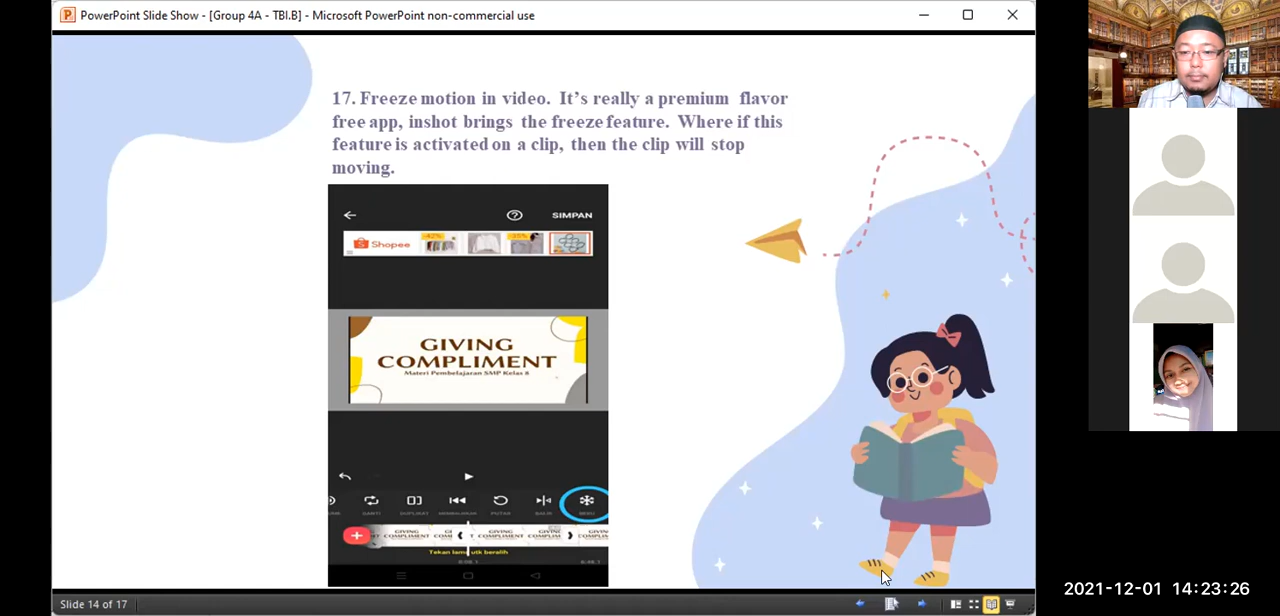 PowerPoint Slide Show - [Group 4A - TBI.B] - Microsoft PowerPoint non-commercial use
17. Freeze motion in video. It's really a premium flavor
free app, inshot brings the freeze feature. Where if this
feature is activated on a clip, then the clip will stop
moving.
SIMPAN
Shopee
GIVING
COMPLIMENT
Materi Pembelajaran SMP Kelas 8
GANTI
PUTAR
BEKU
Tekan lama utk beralih
Slide 14 of 17
2021-12-01 14:23:26